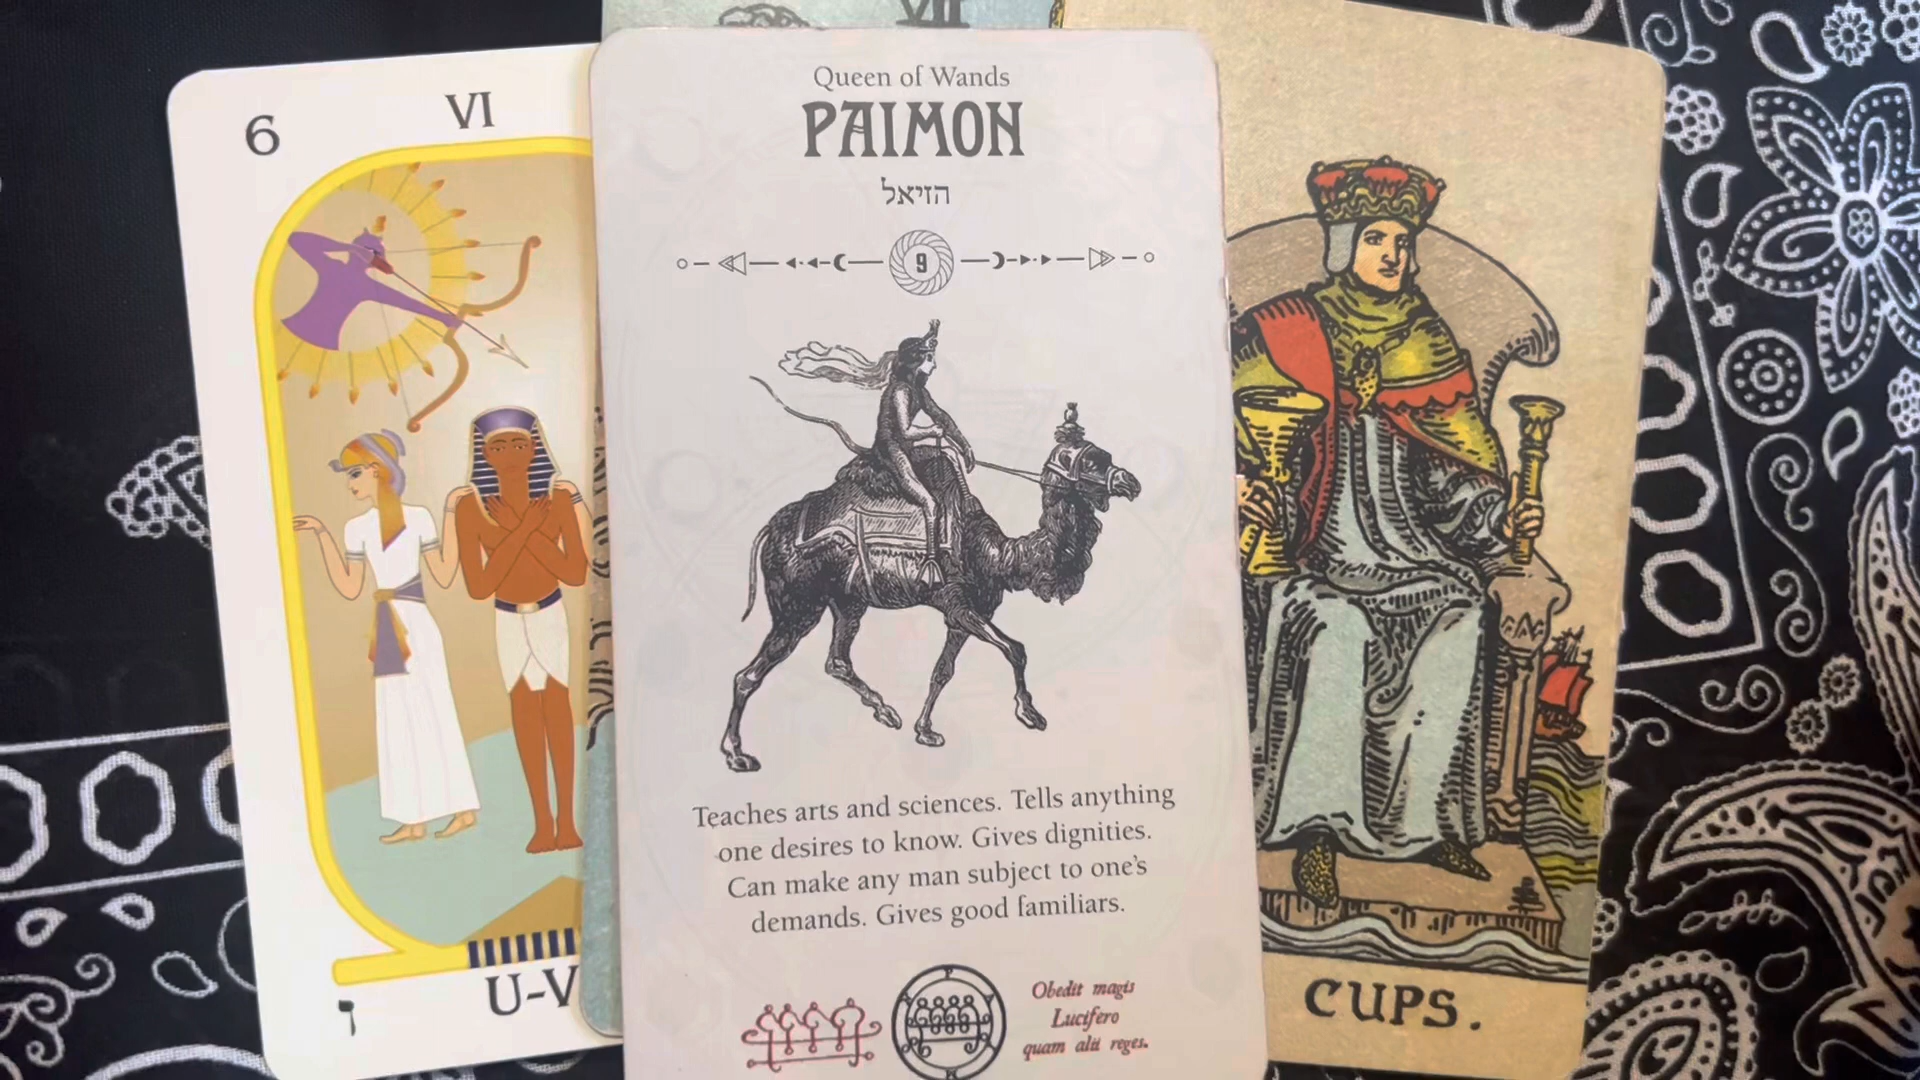 6
VI
U-V
ו
VII
Queen of Wands
PAIMON
הזיאל
9
Teaches arts and sciences. Tells anything
one desires to know. Gives dignities.
Can make any man subject to one's
demands. Gives good familiars.
Obedit magis
Lucifero
quam alii reges.
CUPS.